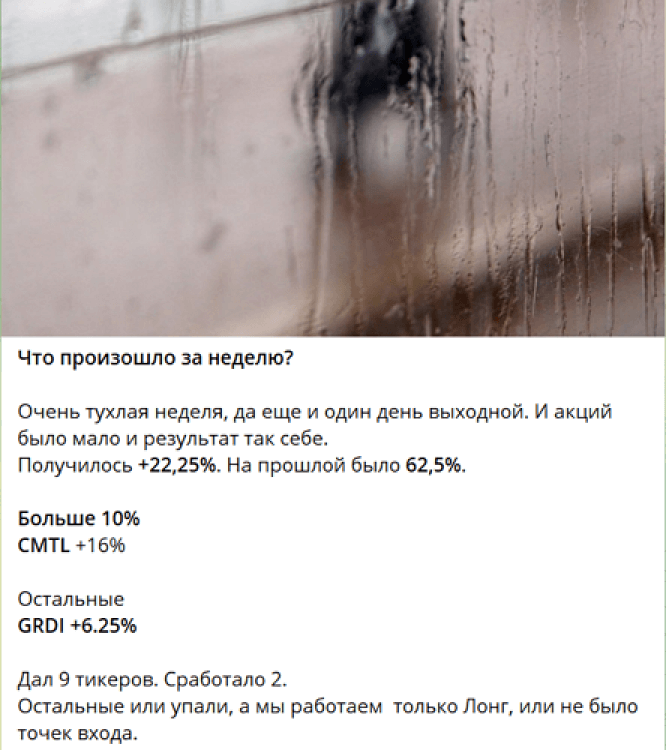 Что произошло за неделю?
Очень тухлая неделя, да еще и один день выходной. И акций
было мало и результат так себе.
Получилось +22,25%. На прошлой было 62,5%.
Больше 10%
CMTL +16%
Остальные
GRDI +6.25%
Дал 9 тикеров. Сработало 2.
Остальные или упали, а мы работаем  только Лонг, или не было
точек входа.